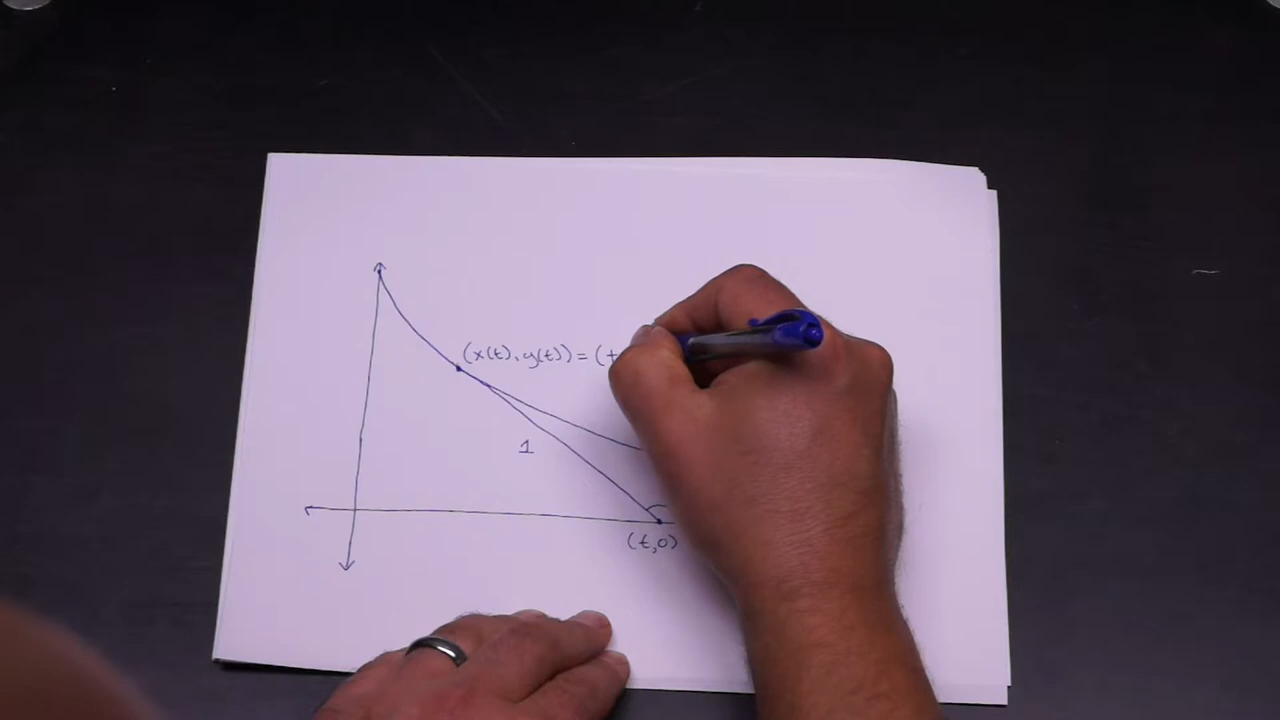 (x(t), y(t)) = (t
1
(t,0)